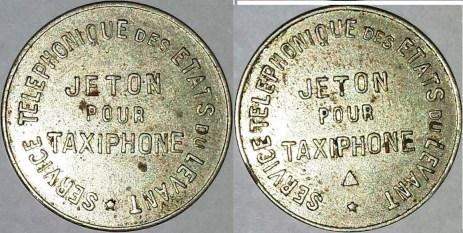 SERVICE TELEPHONIQUE DES ETATS DU LEVANT
JETON
POUR
TAXIPHONE
SERVICE TELEPHONIQUE DES ETATS DU LEVANT
JETON
POUR
TAXIPHONE